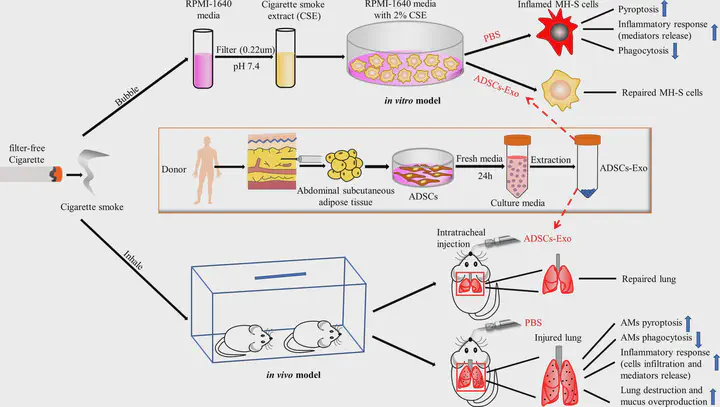 RPMI-1640
media
Cigarette smoke
extract (CSE)
RPMI-1640 media
with 2% CSE
Inflamed MH-S cells
Pyroptosis
Inflammatory response
(mediators release)
Phagocytosis
Filter (0.22um)
pH 7.4
PBS
ADSCs-Exo
Repaired MH-S cells
in vitro model
Bubble
filter-free
Cigarette
Cigarette smoke
Inhale
Donor
Abdominal subcutaneous
adipose tissue
ADSCs
Fresh media
24h
Culture media
Extraction
ADSCs-Exo
Intratracheal
injection
ADSCs-Exo
Repaired lung
in vivo model
PBS
Injured lung
AMs pyroptosis
AMs phagocytosis
Inflammatory response
(cells infiltration and
mediators release)
Lung destruction and
mucus overproduction